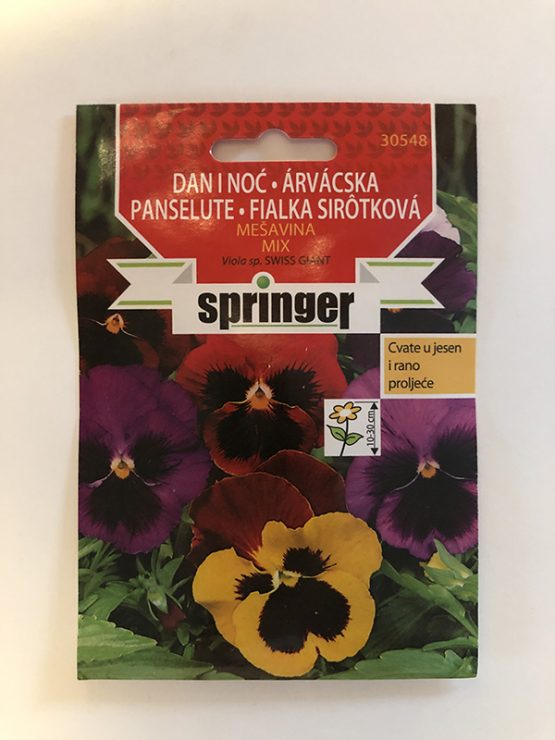 30548
DAN I NOĆ • ÁRVÁCSKA
PANSELUTE • FIALKA SIRÔTKOVÁ
MEŠAVINA
MIX
Viola sp. SWISS GIANT
springer
Cvate u jesen
i rano
proljeće
10-30 cm